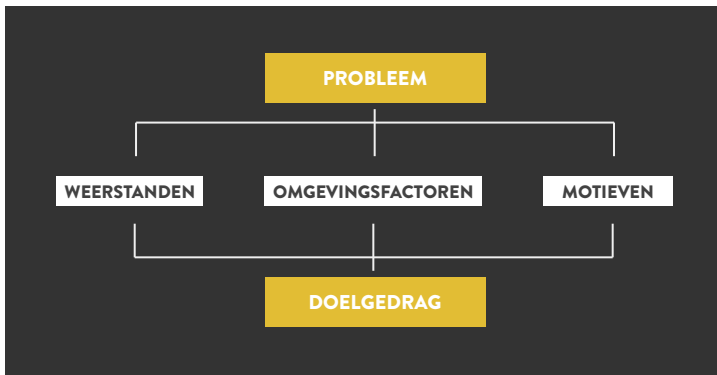 PROBLEEM
WEERSTANDEN
OMGEVINGSFACTOREN
MOTIEVEN
DOELGEDRAG